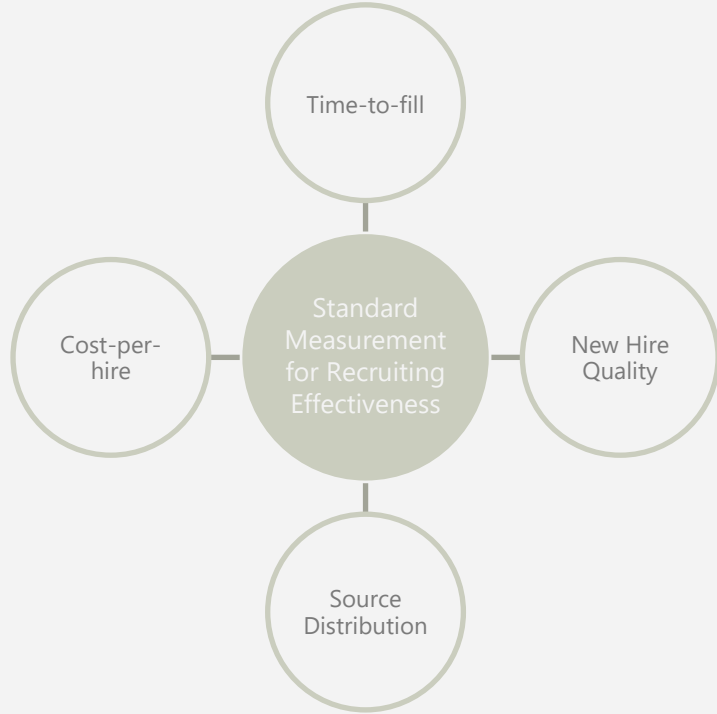 Time-to-fill
Standard
Measurement
for Recruiting
Effectiveness
Cost-per-
hire
New Hire
Quality
Source
Distribution